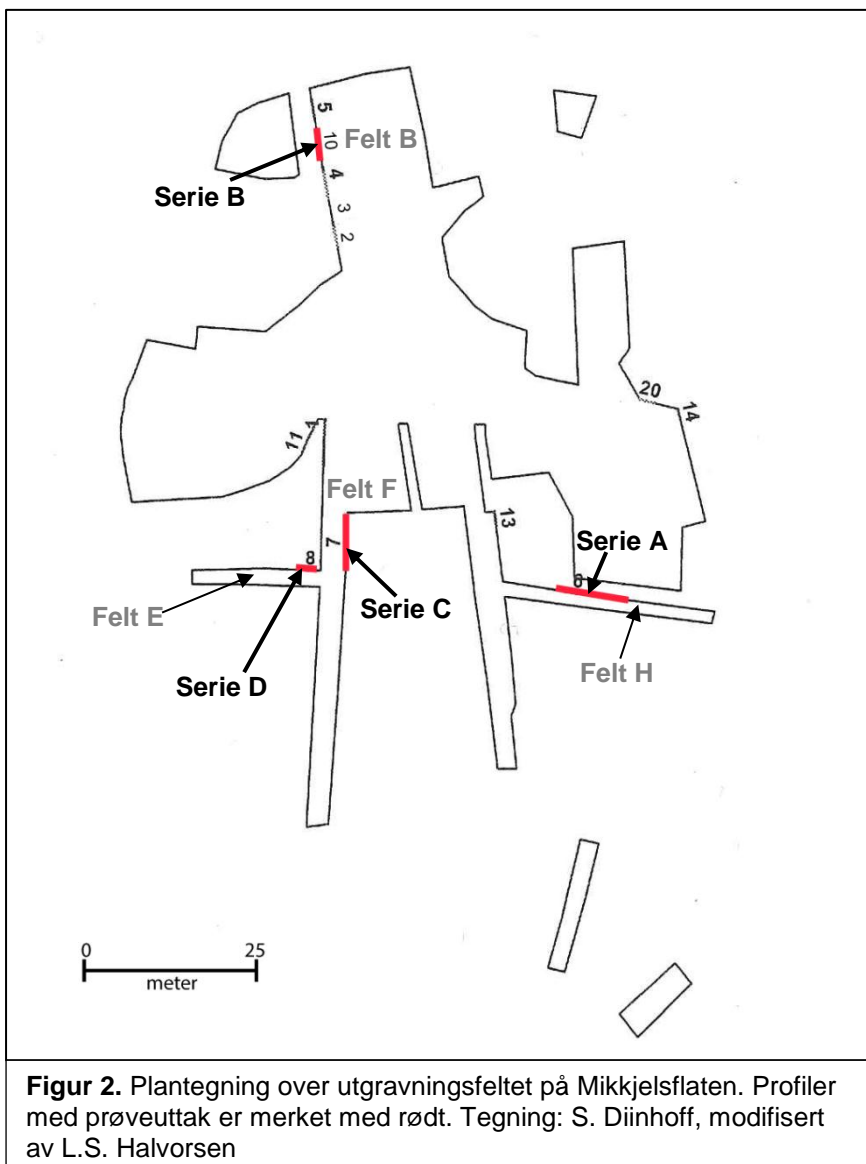 5
10 Felt B
4
Serie B
3
2
20
14
11
1
Felt F
13
7
8
6
Serie A
Serie C
Felt E
Felt H
Serie D
0 25
meter
Figur 2. Plantegning over utgravningsfeltet på Mikkjelsflaten. Profiler
med prøveuttak er merket med rødt. Tegning: S. Diinhoff, modifisert
av L.S. Halvorsen